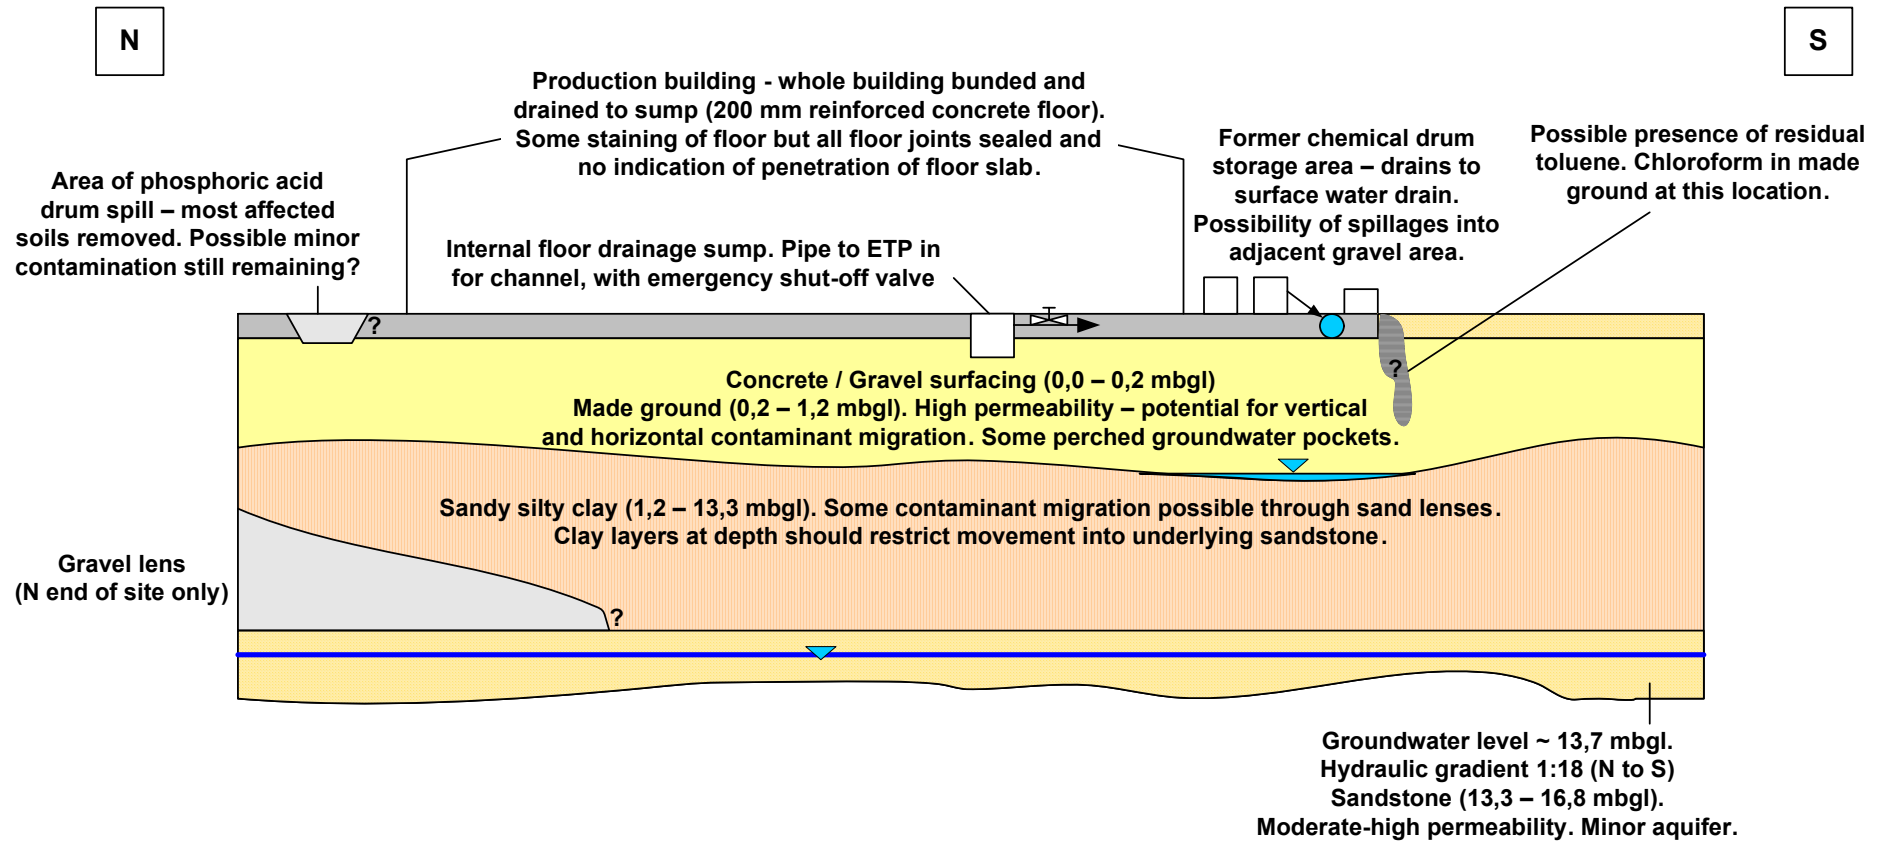 N
S
Production building - whole building bunded and
drained to sump (200 mm reinforced concrete floor).
Some staining of floor but all floor joints sealed and
no indication of penetration of floor slab.
Former chemical drum
storage area – drains to
surface water drain.
Possibility of spillages into
adjacent gravel area.
Possible presence of residual
toluene. Chloroform in made
ground at this location.
Area of phosphoric acid
drum spill – most affected
soils removed. Possible minor
contamination still remaining?
Internal floor drainage sump. Pipe to ETP in
for channel, with emergency shut-off valve
?
?
Concrete / Gravel surfacing (0,0 – 0,2 mbgl)
Made ground (0,2 – 1,2 mbgl). High permeability – potential for vertical
and horizontal contaminant migration. Some perched groundwater pockets.
Sandy silty clay (1,2 – 13,3 mbgl). Some contaminant migration possible through sand lenses.
Clay layers at depth should restrict movement into underlying sandstone.
Gravel lens
(N end of site only)
?
Groundwater level ~ 13,7 mbgl.
Hydraulic gradient 1:18 (N to S)
Sandstone (13,3 – 16,8 mbgl).
Moderate-high permeability. Minor aquifer.